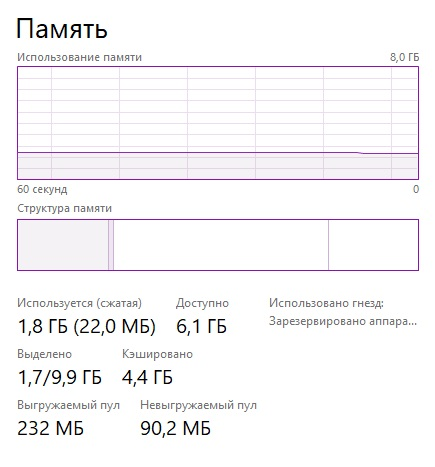 Память
Использование памяти 8,0 ГБ
60 секунд 0
Структура памяти
Используется (сжатая) Доступно Использовано гнезд:
1,8 ГБ (22,0 МБ) 6,1 ГБ Зарезервировано аппара...
Выделено Кэшировано
1,7/9,9 ГБ 4,4 ГБ
Выгружаемый пул Невыгружаемый пул
232 МБ 90,2 МБ